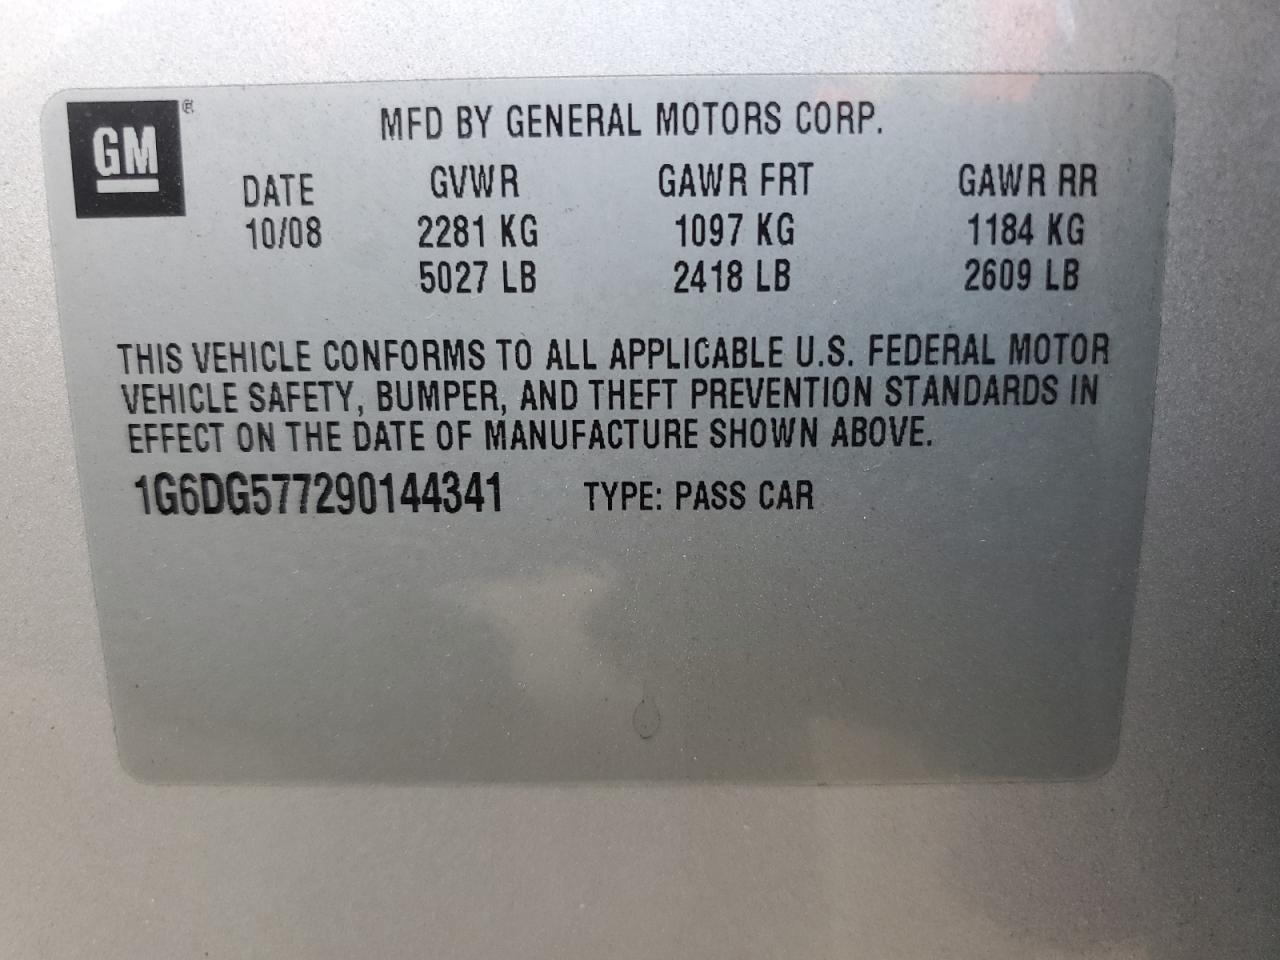 GM ®
MFD BY GENERAL MOTORS CORP.
DATE GVWR GAWR FRT GAWR RR
10/08 2281 KG 1097 KG 1184 KG
5027 LB 2418 LB 2609 LB
THIS VEHICLE CONFORMS TO ALL APPLICABLE U.S. FEDERAL MOTOR
VEHICLE SAFETY, BUMPER, AND THEFT PREVENTION STANDARDS IN
EFFECT ON THE DATE OF MANUFACTURE SHOWN ABOVE.
1G6DG577290144341 TYPE: PASS CAR